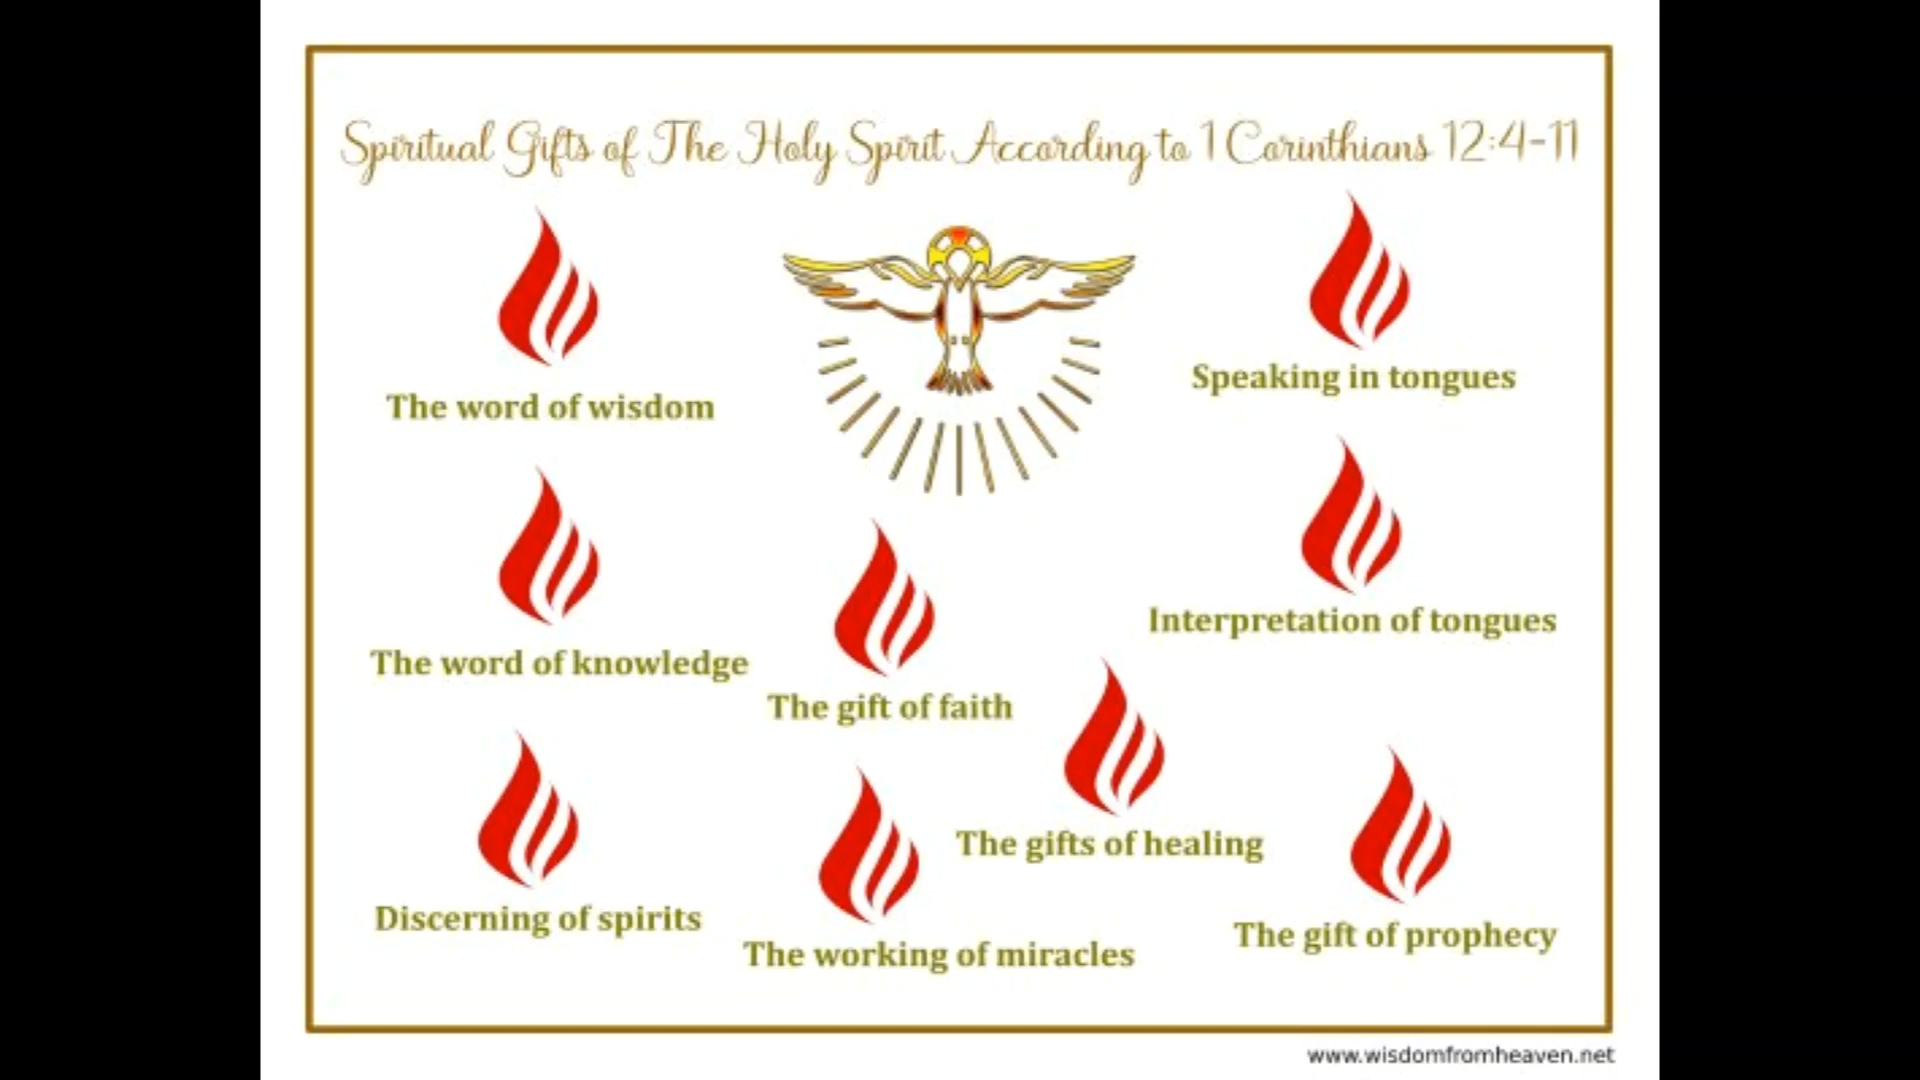 Spiritual Gifts of The Holy Spirit According to 1 Corinthians 12:4-11
The word of wisdom
Speaking in tongues
The word of knowledge
Interpretation of tongues
The gift of faith
The gifts of healing
Discerning of spirits
The working of miracles
The gift of prophecy
www.wisdomfromheaven.net